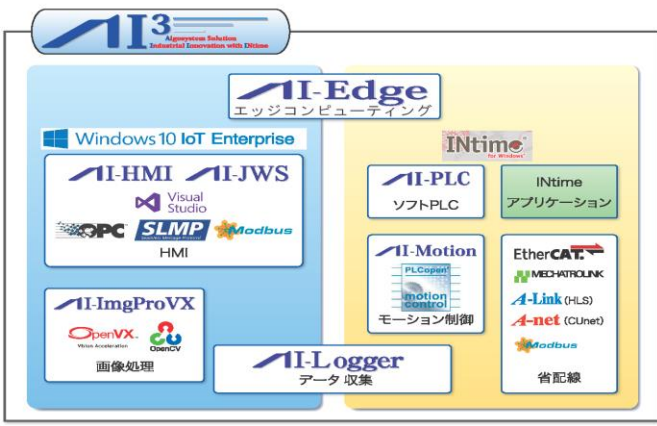 AI³
Algosystem Solution
Industrial Innovation with INtime
AI-Edge
エッジコンピューティング
Windows 10 IoT Enterprise
AI-HMI AI-JWS
Visual
Studio
OPC SLMP Modbus
HMI
AI-ImgProVX
OpenVX.
Vision Acceleration
OpenCV
画像処理
INtime
for Windows
AI-PLC
ソフトPLC
INtime
アプリケーション
AI-Motion
PLCopen
motion
control
モーション制御
EtherCAT.
MECHATROLINK
A-Link (HLS)
A-net (CUnet)
Modbus
省配線
AI-Logger
データ収集